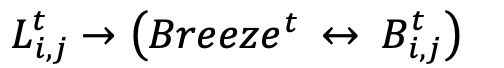 L^t_{i,j} → (Breeze^t ↔ B^t_{i,j})